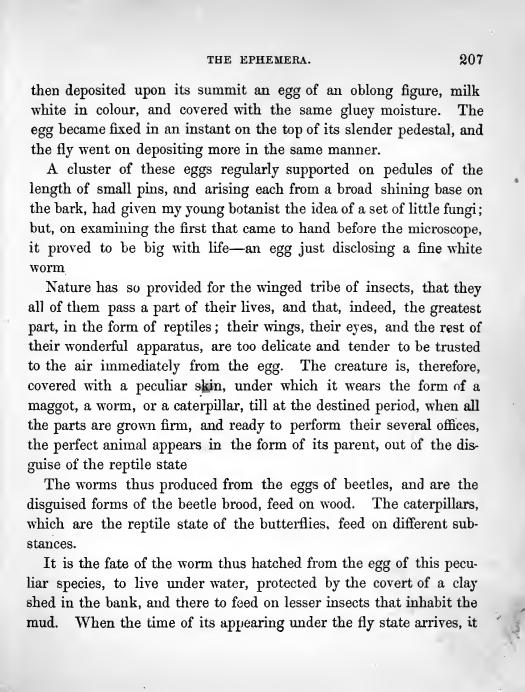 THE EPHEMERA. 207
then deposited upon its summit an egg of an oblong figure, milk
white in colour, and covered with the same gluey moisture. The
egg became fixed in an instant on the top of its slender pedestal, and
the fly went on depositing more in the same manner.
A cluster of these eggs regularly supported on pedules of the
length of small pins, and arising each from a broad shining base on
the bark, had given my young botanist the idea of a set of little fungi;
but, on examining the first that came to hand before the microscope,
it proved to be big with life—an egg just disclosing a fine white
worm
Nature has so provided for the winged tribe of insects, that they
all of them pass a part of their lives, and that, indeed, the greatest
part, in the form of reptiles; their wings, their eyes, and the rest of
their wonderful apparatus, are too delicate and tender to be trusted
to the air immediately from the egg. The creature is, therefore,
covered with a peculiar skin, under which it wears the form of a
maggot, a worm, or a caterpillar, till at the destined period, when all
the parts are grown firm, and ready to perform their several offices,
the perfect animal appears in the form of its parent, out of the dis-
guise of the reptile state
The worms thus produced from the eggs of beetles, and are the
disguised forms of the beetle brood, feed on wood. The caterpillars,
which are the reptile state of the butterflies, feed on different sub-
stances.
It is the fate of the worm thus hatched from the egg of this pecu-
liar species, to live under water, protected by the covert of a clay
shed in the bank, and there to feed on lesser insects that inhabit the
mud. When the time of its appearing under the fly state arrives, it